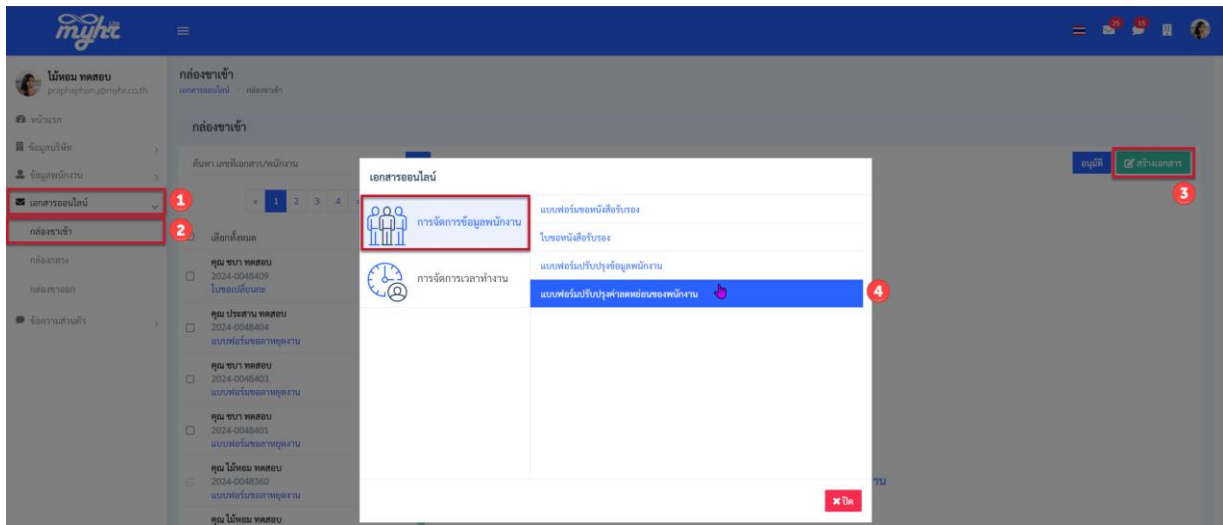 myhr Lite
25
15
ไม้หอม ทดสอบ
praphaphon.j@myhr.co.th
หน้าแรก
ข้อมูลบริษัท
ข้อมูลพนักงาน
เอกสารออนไลน์
1
กล่องขาเข้า
2
กล่องกลาง
กล่องขาออก
ข้อความส่วนตัว
กล่องขาเข้า
เอกสารออนไลน์ กล่องขาเข้า
กล่องขาเข้า
ค้นหา เลขที่เอกสาร/พนักงาน
อนุมัติ
สร้างเอกสาร
3
« 1 2 3 4
เลือกทั้งหมด
คุณ ชบา ทดสอบ
2024-0048409
ใบขอเปลี่ยนกะ
คุณ ประสาน ทดสอบ
2024-0048404
แบบฟอร์มขอลาหยุดงาน
คุณ ชบา ทดสอบ
2024-0048403
แบบฟอร์มขอลาหยุดงาน
คุณ ชบา ทดสอบ
2024-0048401
แบบฟอร์มขอลาหยุดงาน
คุณ ไม้หอม ทดสอบ
2024-0048360
แบบฟอร์มขอลาหยุดงาน
คุณ ไม้หอม ทดสอบ
เอกสารออนไลน์
การจัดการข้อมูลพนักงาน
การจัดการเวลาทำงาน
แบบฟอร์มขอหนังสือรับรอง
ใบขอหนังสือรับรอง
แบบฟอร์มปรับปรุงข้อมูลพนักงาน
แบบฟอร์มปรับปรุงค่าลดหย่อนของพนักงาน
4
ปิด